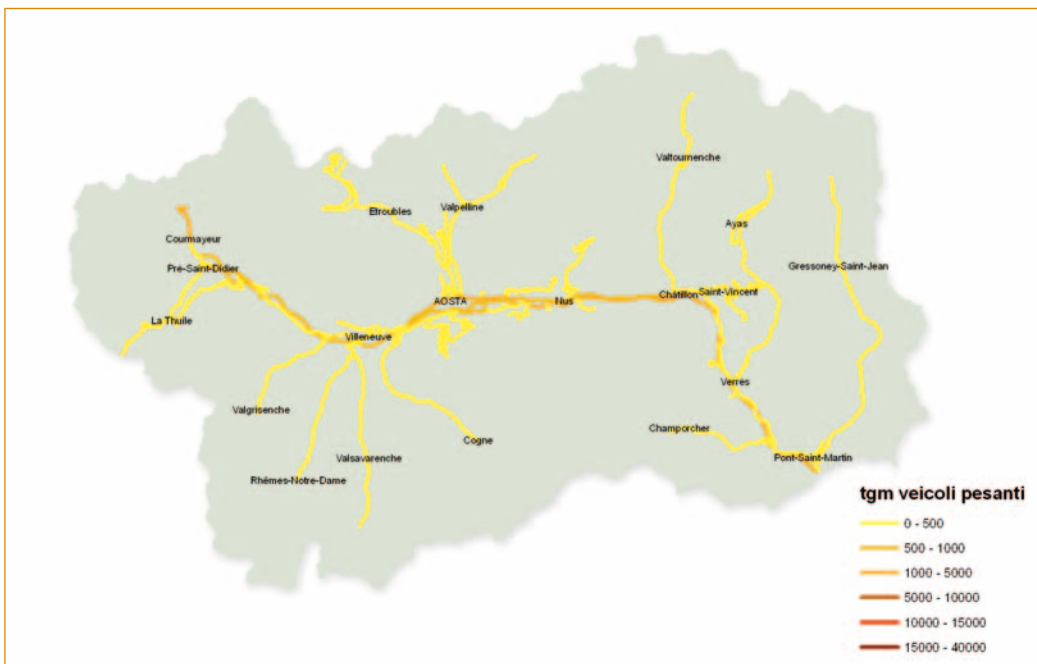 Valtournenche
Etroubles
Valpelline
Ayas
Courmayeur
Pré-Saint-Didier
Gressoney-Saint-Jean
AOSTA
Nus
Châtillon
Saint-Vincent
La Thuile
Villeneuve
Verrès
Valgrisenche
Champorcher
Cogne
Valsavarenche
Pont-Saint-Martin
Rhêmes-Notre-Dame
tgm veicoli pesanti
0 - 500
500 - 1000
1000 - 5000
5000 - 10000
10000 - 15000
15000 - 40000